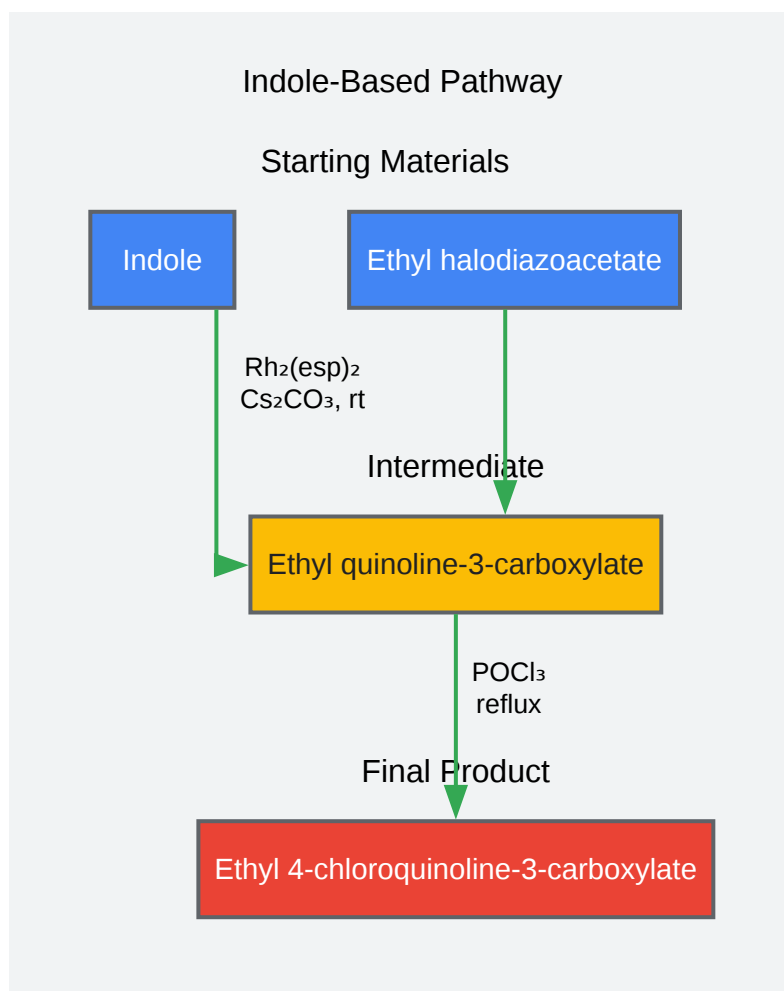 Indole-Based Pathway
Starting Materials
Indole
Ethyl halodiazoacetate
Rh₂(esp)₂
Cs₂CO₃, rt
Intermediate
Ethyl quinoline-3-carboxylate
POCl₃
reflux
Final Product
Ethyl 4-chloroquinoline-3-carboxylate